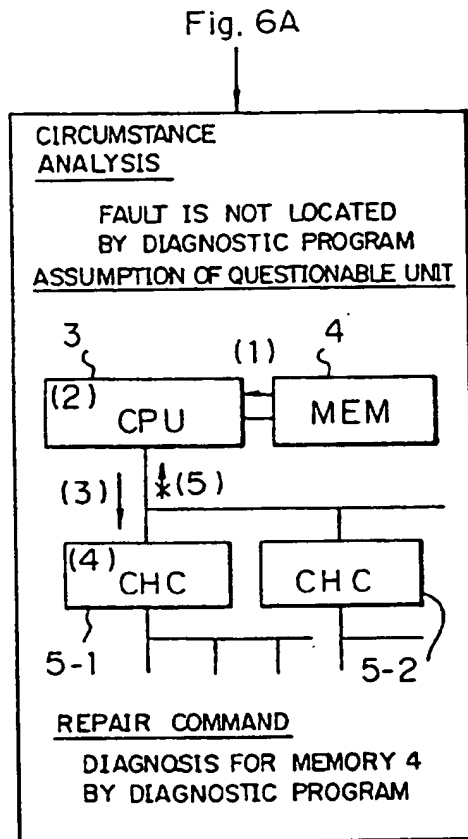 Fig. 6A
CIRCUMSTANCE
ANALYSIS
FAULT IS NOT LOCATED
BY DIAGNOSTIC PROGRAM
ASSUMPTION OF QUESTIONABLE UNIT
3 (1) 4
(2) CPU MEM
(3) (5)
(4) CHC CHC
5-1 5-2
REPAIR COMMAND
DIAGNOSIS FOR MEMORY 4
BY DIAGNOSTIC PROGRAM